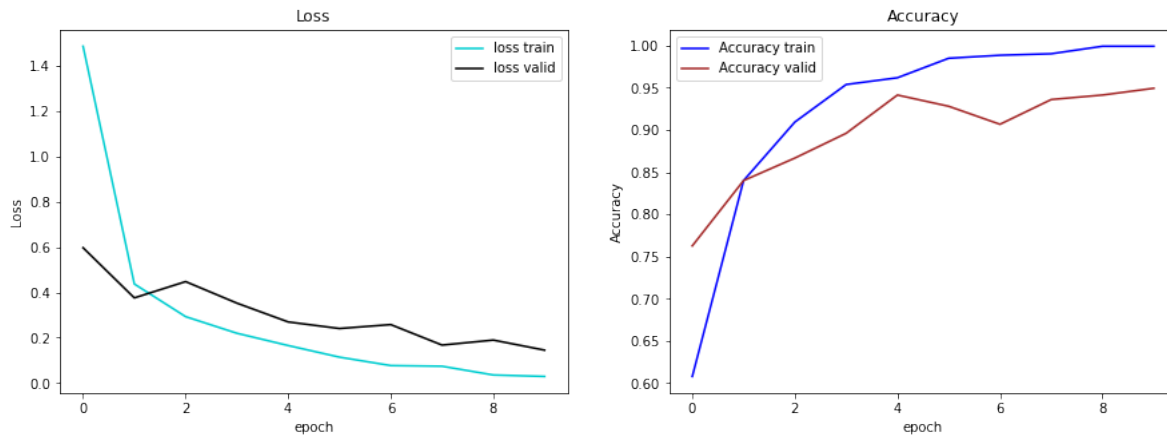 Loss
loss train
loss valid
Loss
1.4
1.2
1.0
0.8
0.6
0.4
0.2
0.0
0
2
4
6
8
epoch
Accuracy
Accuracy train
Accuracy valid
Accuracy
1.00
0.95
0.90
0.85
0.80
0.75
0.70
0.65
0.60
0
2
4
6
8
epoch